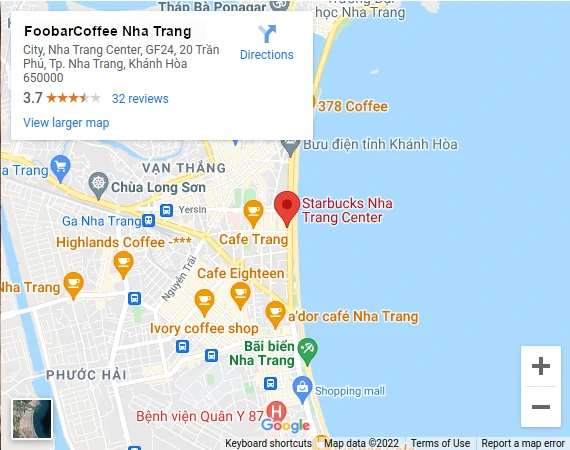 Tháp Bà Ponagar
Trường Đại
học Nha Trang
FoobarCoffee Nha Trang
City, Nha Trang Center, GF24, 20 Trần
Phú, Tp. Nha Trang, Khánh Hòa
650000
Directions
3.7
32 reviews
View larger map
378 Coffee
Bưu điện tỉnh Khánh Hòa
VẠN THẮNG
Nha Trang
Chùa Long Sơn
Yersin
Starbucks Nha
Trang Center
Ga Nha Trang
Cafe Trang
Highlands Coffee -***
Nguyễn Trãi
Cafe Eighteen
Nha Trang
a'dor café Nha Trang
Ivory coffee shop
Bãi biển
Nha Trang
PHƯỚC HẢI
Shopping mall
Bệnh viện Quân Y 87
Google
Keyboard shortcuts
Map data ©2022
Terms of Use
Report a map error